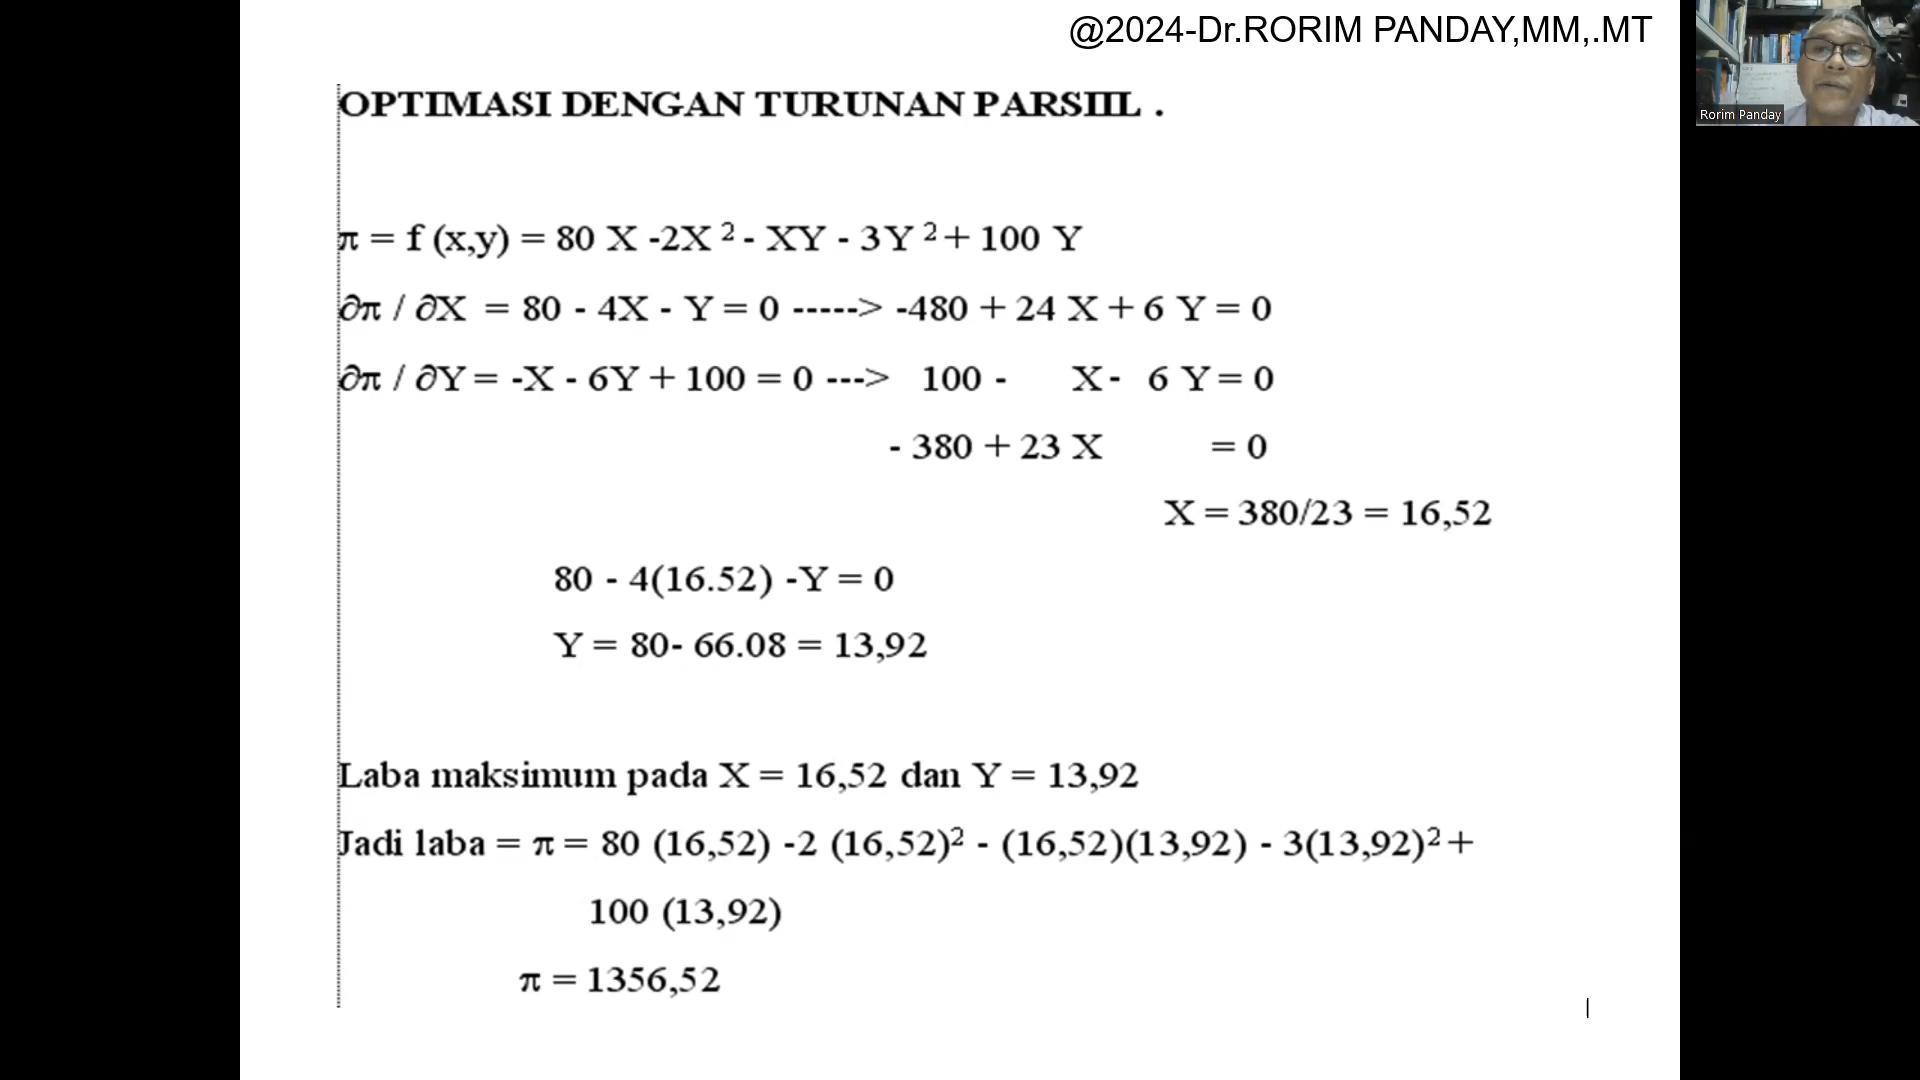 @2024-Dr.RORIM PANDAY,MM,.MT
Rorim Panday
OPTIMASI DENGAN TURUNAN PARSIIL .
π = f (x,y) = 80 X -2X ² - XY - 3Y ² + 100 Y
∂π / ∂X = 80 - 4X - Y = 0 -----> -480 + 24 X + 6 Y = 0
∂π / ∂Y = -X - 6Y + 100 = 0 ---> 100 - X - 6 Y = 0
- 380 + 23 X = 0
X = 380/23 = 16,52
80 - 4(16.52) -Y = 0
Y = 80- 66.08 = 13,92
Laba maksimum pada X = 16,52 dan Y = 13,92
Jadi laba = π = 80 (16,52) -2 (16,52)² - (16,52)(13,92) - 3(13,92)² +
100 (13,92)
π = 1356,52